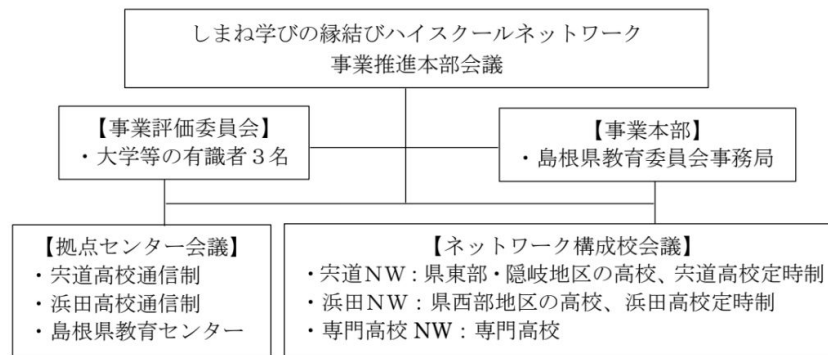 しまね学びの縁結びハイスクールネットワーク
事業推進本部会議
【事業評価委員会】
・大学等の有識者３名
【事業本部】
・島根県教育委員会事務局
【拠点センター会議】
・宍道高校通信制
・浜田高校通信制
・島根県教育センター
【ネットワーク構成校会議】
・宍道ＮＷ：県東部・隠岐地区の高校、宍道高校定時制
・浜田ＮＷ：県西部地区の高校、浜田高校定時制
・専門高校 NW：専門高校